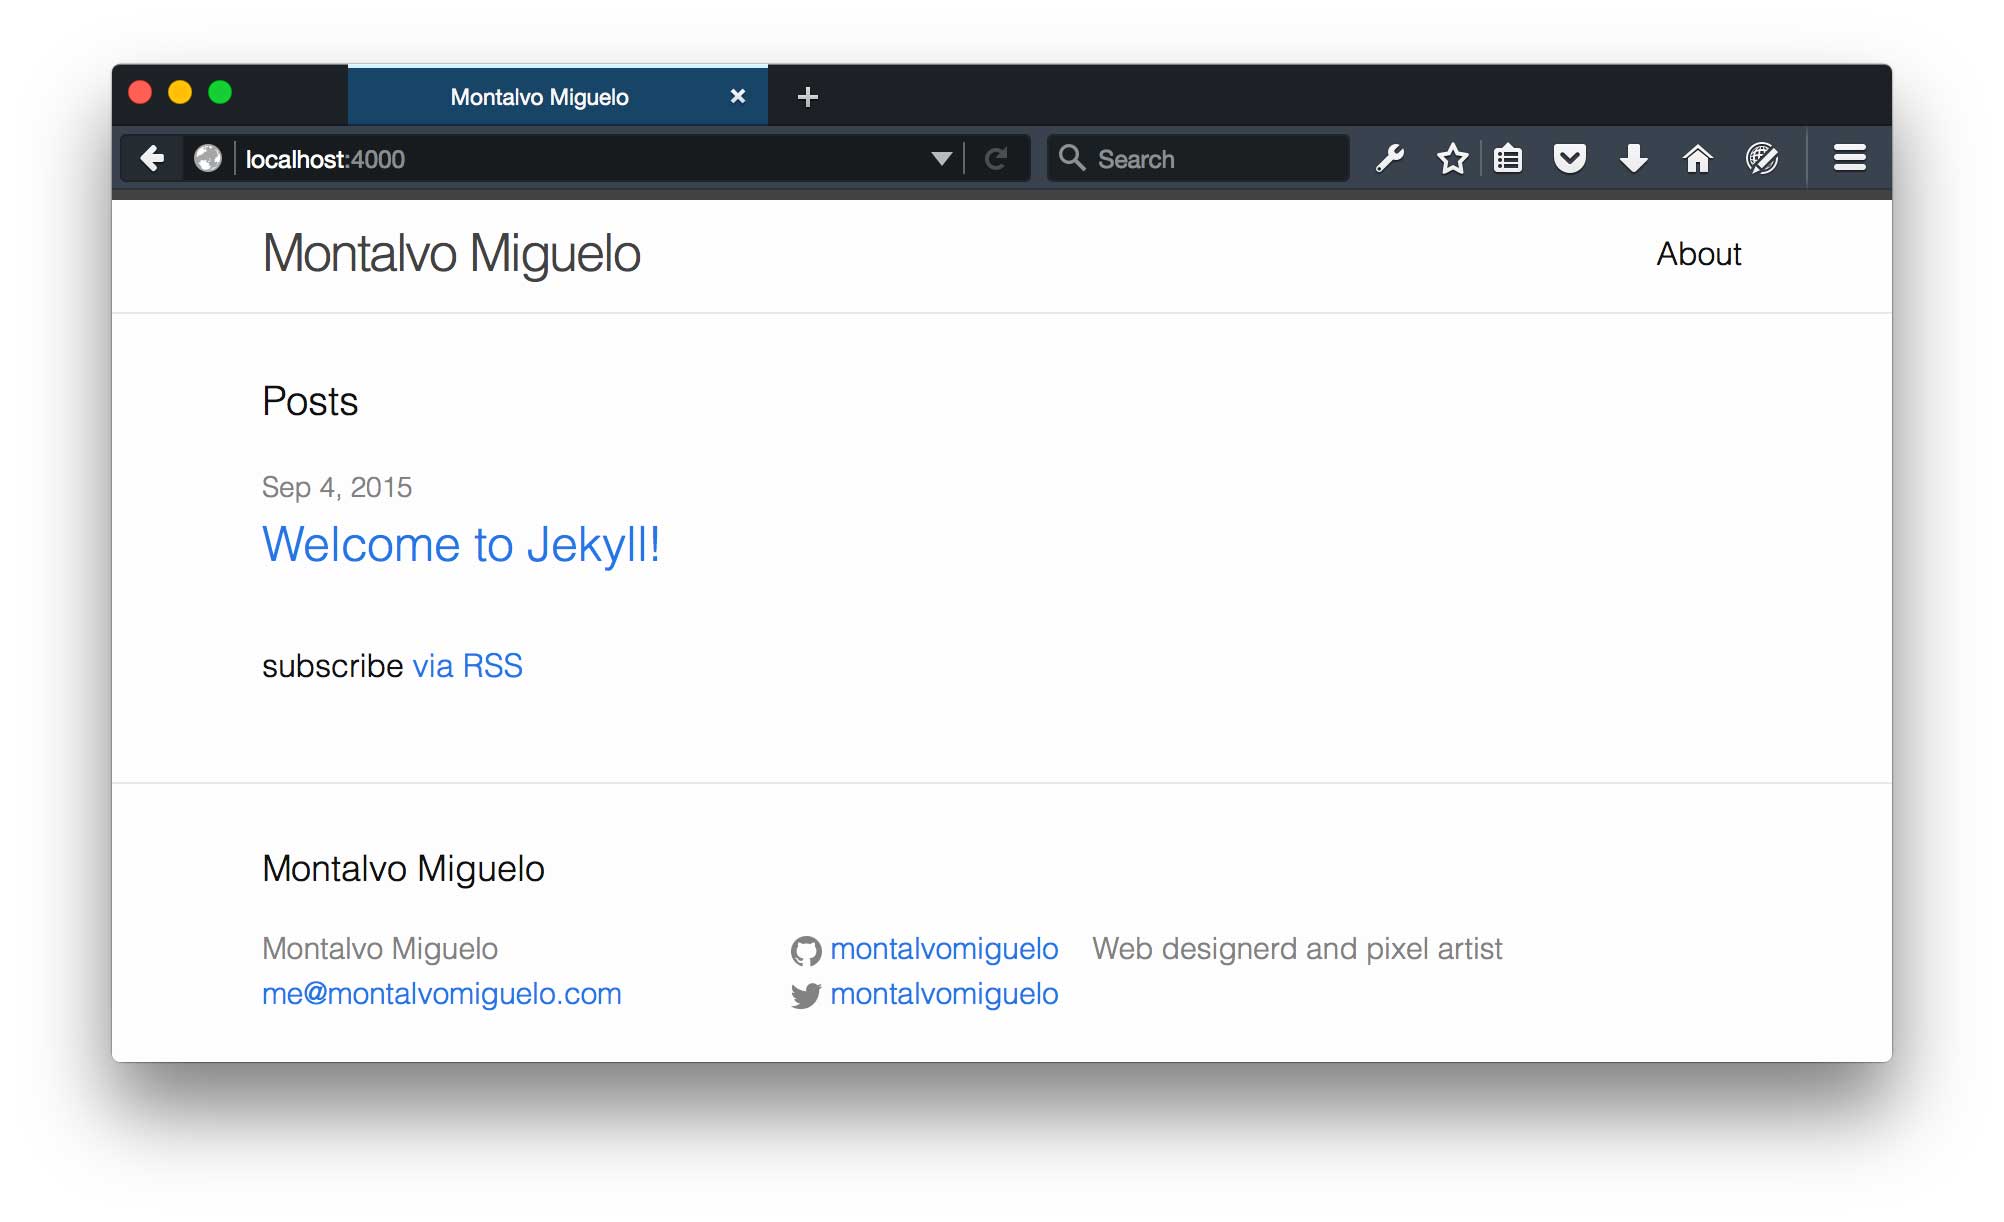 Montalvo Miguelo
localhost:4000
Search
Montalvo Miguelo
About
Posts
Sep 4, 2015
Welcome to Jekyll!
subscribe via RSS
Montalvo Miguelo
Montalvo Miguelo
me@montalvomiguelo.com
montalvomiguelo
montalvomiguelo
Web designerd and pixel artist